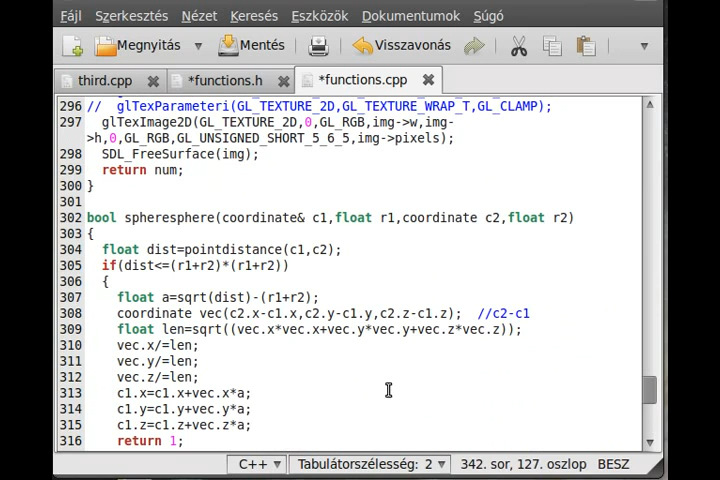 Fájl Szerkesztés Nézet Keresés Eszközök Dokumentumok Súgó
Megnyitás Mentés Visszavonás
third.cpp *functions.h *functions.cpp
296 //  glTexParameteri(GL_TEXTURE_2D,GL_TEXTURE_WRAP_T,GL_CLAMP);
297   glTexImage2D(GL_TEXTURE_2D,0,GL_RGB,img->w,img-
>h,0,GL_RGB,GL_UNSIGNED_SHORT_5_6_5,img->pixels);
298   SDL_FreeSurface(img);
299   return num;
300 }
301
302 bool spheresphere(coordinate& c1,float r1,coordinate c2,float r2)
303 {
304   float dist=pointdistance(c1,c2);
305   if(dist<=(r1+r2)*(r1+r2))
306   {
307     float a=sqrt(dist)-(r1+r2);
308     coordinate vec(c2.x-c1.x,c2.y-c1.y,c2.z-c1.z);  //c2-c1
309     float len=sqrt((vec.x*vec.x+vec.y*vec.y+vec.z*vec.z));
310     vec.x/=len;
311     vec.y/=len;
312     vec.z/=len;
313     c1.x=c1.x+vec.x*a;
314     c1.y=c1.y+vec.y*a;
315     c1.z=c1.z+vec.z*a;
316     return 1;
C++ Tabulátorszélesség: 2 342. sor, 127. oszlop BESZ